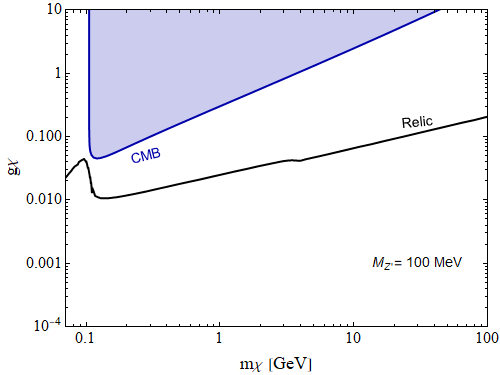 10
1
0.100
0.010
0.001
10⁻⁴
gχ
CMB
Relic
M_Z' = 100 MeV
0.1 1 10 100
mχ [GeV]